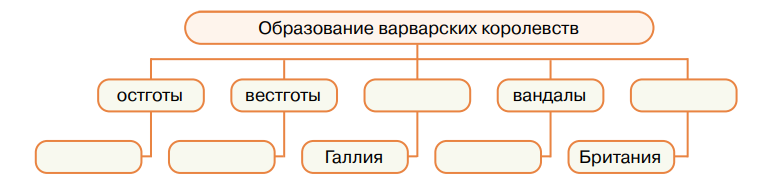 Образование варварских королевств
остготы
вестготы
вандалы
Галлия
Британия